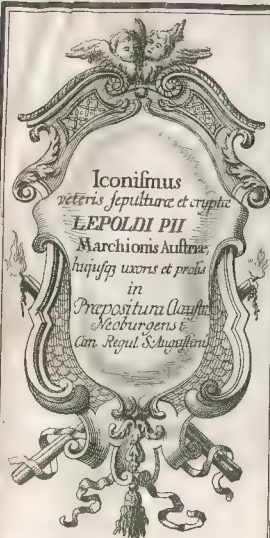 Iconiſmus
veteris ſepulturæ et cryptæ
LEPOLDI PII
Marchionis Austriæ,
hujusq uxoris et prolis
in
Præpositura Claustro
Neoburgensi
Can. Regul. S. Augustini